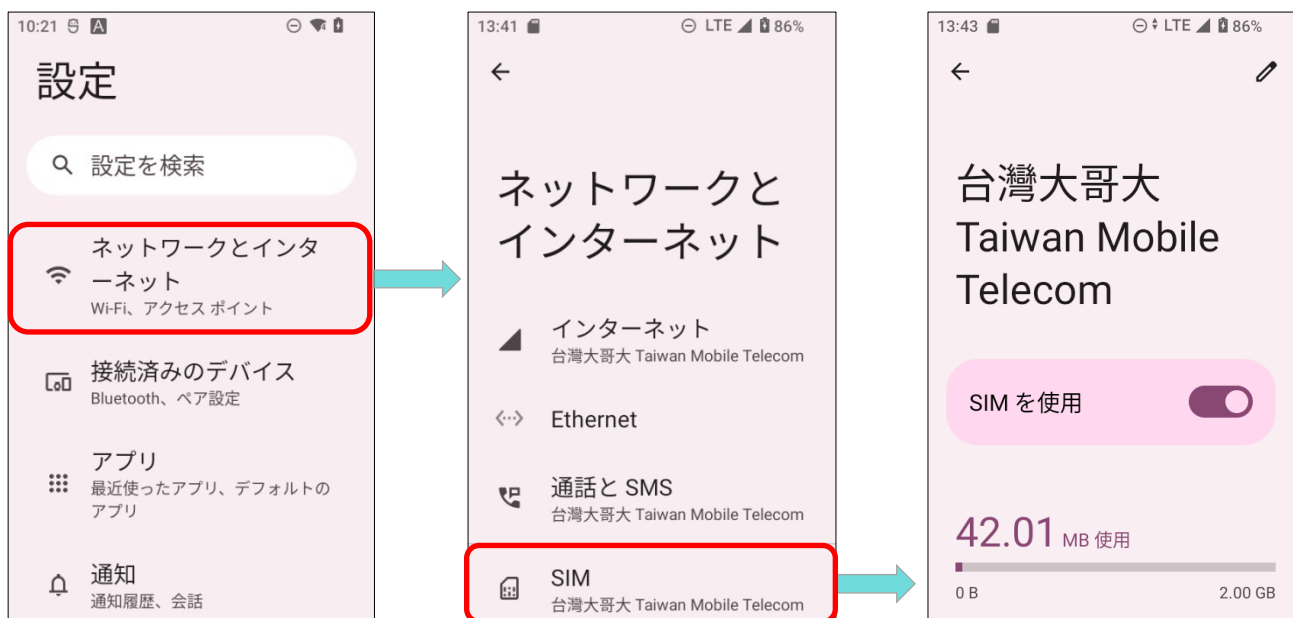 10:21
設定
設定を検索
ネットワークとインタ
ーネット
Wi-Fi、アクセス ポイント
接続済みのデバイス
Bluetooth、ペア設定
アプリ
最近使ったアプリ、デフォルトの
アプリ
通知
通知履歴、会話
13:41 LTE 86%
ネットワークと
インターネット
インターネット
台灣大哥大 Taiwan Mobile Telecom
Ethernet
通話と SMS
台灣大哥大 Taiwan Mobile Telecom
SIM
台灣大哥大 Taiwan Mobile Telecom
13:43 LTE 86%
台灣大哥大
Taiwan Mobile
Telecom
SIM を使用
42.01 MB 使用
0 B 2.00 GB